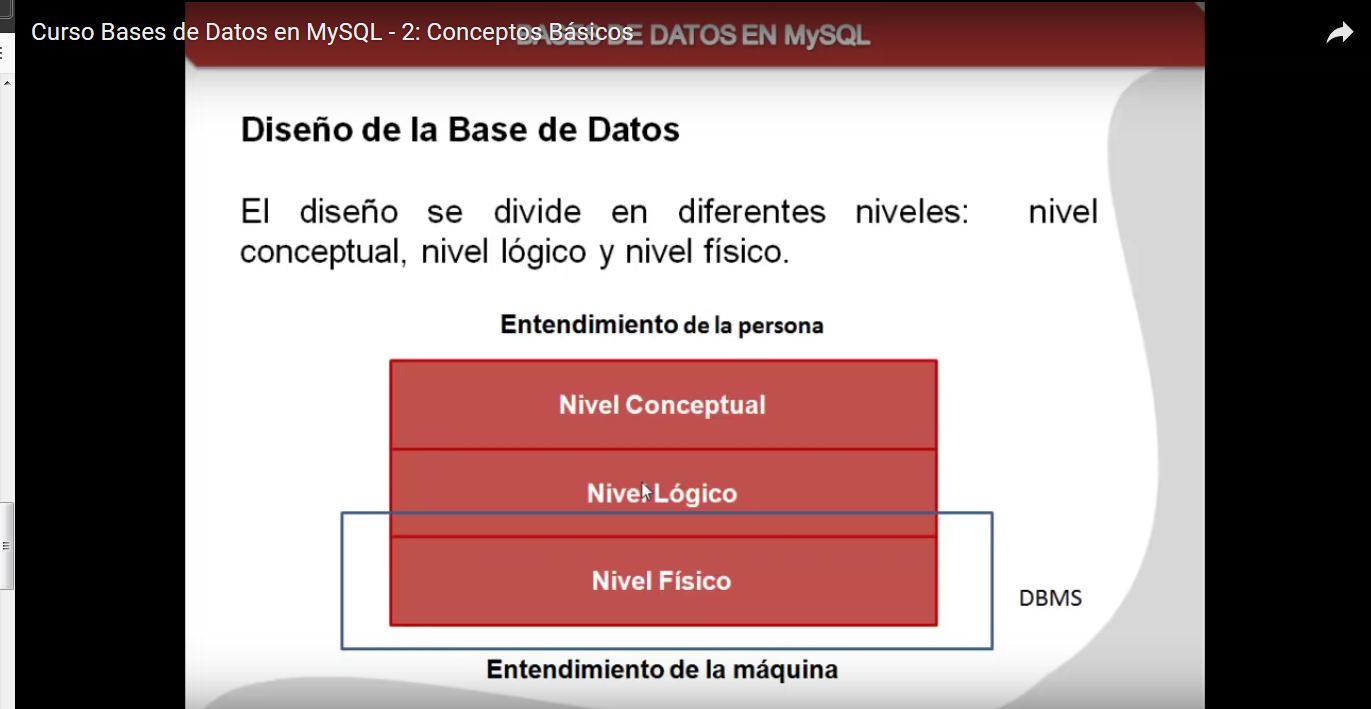 Curso Bases de Datos en MySQL - 2: Conceptos Básicos
BASES DE DATOS EN MySQL
Diseño de la Base de Datos
El diseño se divide en diferentes niveles: nivel
conceptual, nivel lógico y nivel físico.
Entendimiento de la persona
Nivel Conceptual
Nivel Lógico
Nivel Físico
DBMS
Entendimiento de la máquina